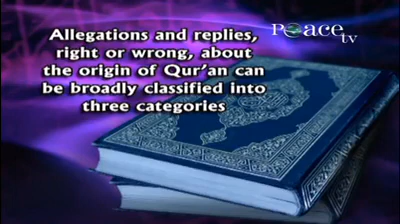 Peace tv
Allegations and replies,
right or wrong, about
the origin of Qur'an can
be broadly classified into
three categories